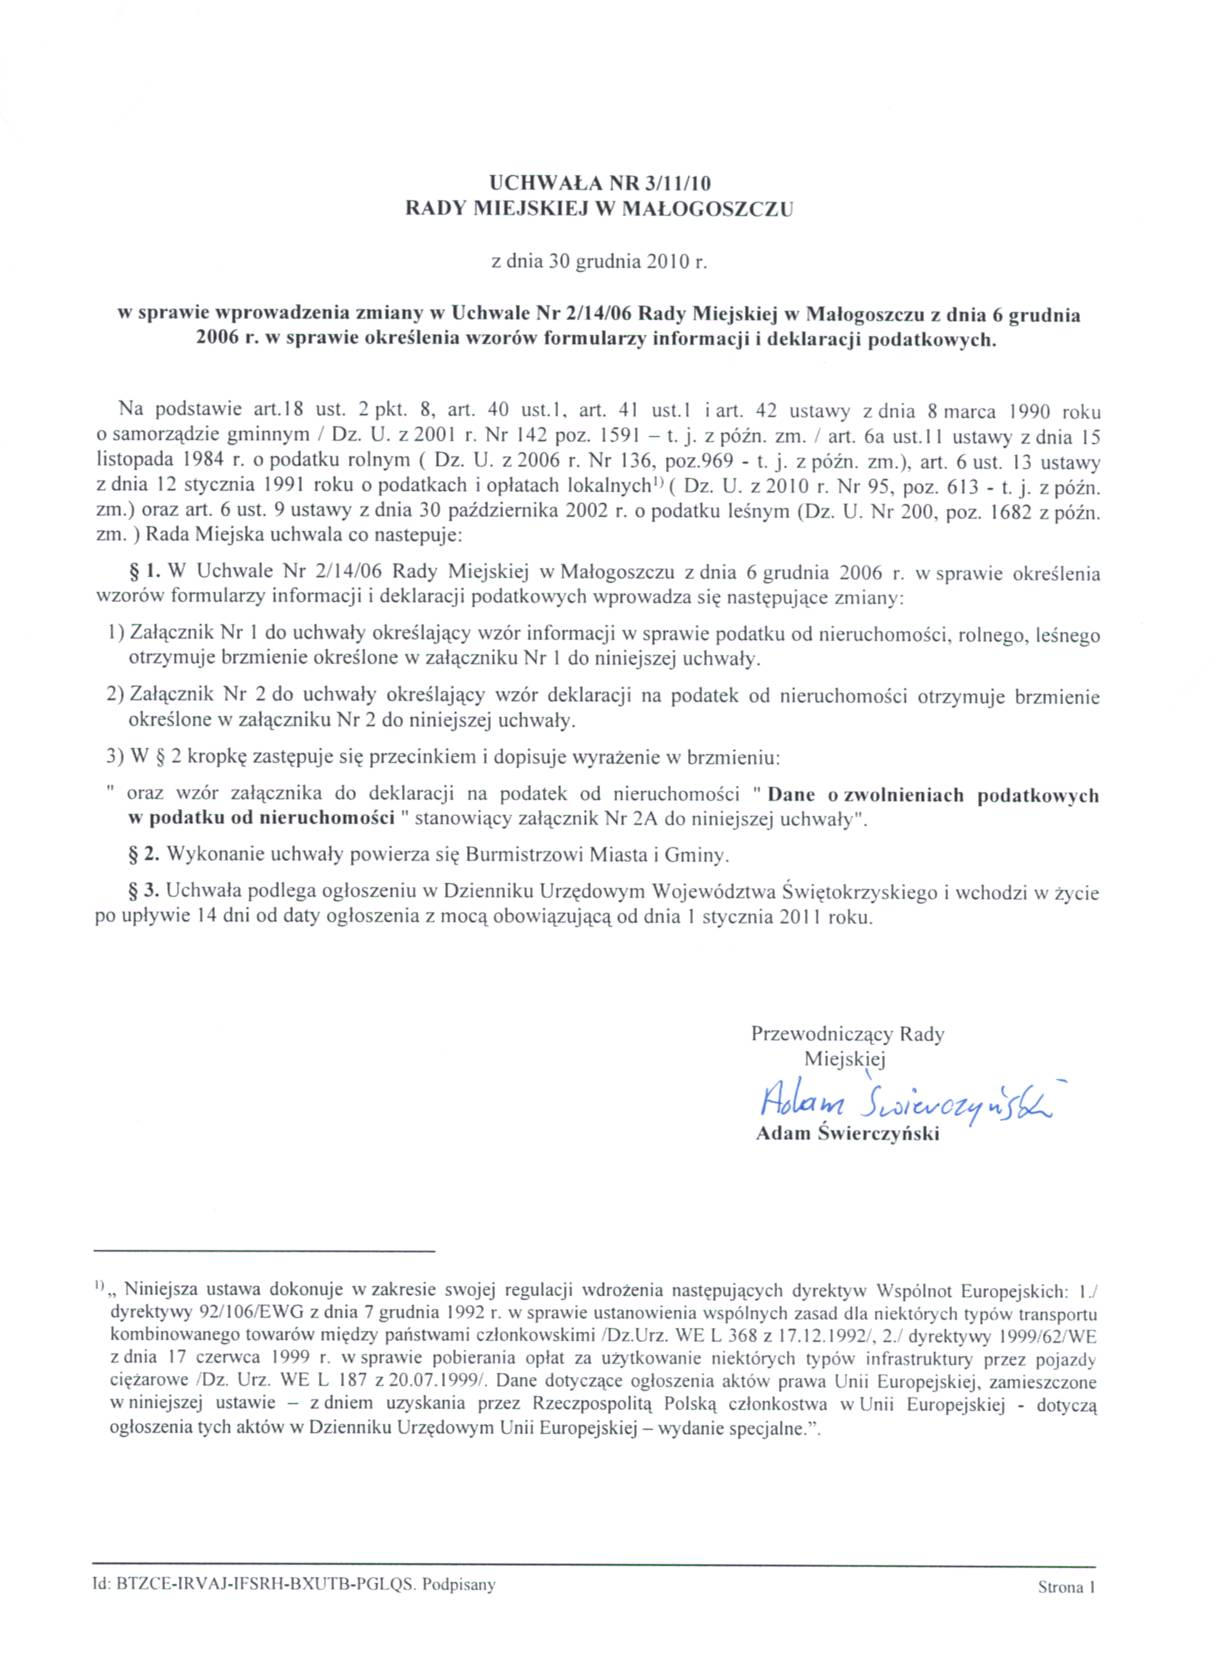 UCHWAŁA NR 3/11/10
RADY MIEJSKIEJ W MAŁOGOSZCZU
z dnia 30 grudnia 2010 r.
w sprawie wprowadzenia zmiany w Uchwale Nr 2/14/06 Rady Miejskiej w Małogoszczu z dnia 6 grudnia
2006 r. w sprawie określenia wzorów formularzy informacji i deklaracji podatkowych.
Na podstawie art.18 ust. 2 pkt. 8, art. 40 ust.1, art. 41 ust.1 i art. 42 ustawy z dnia 8 marca 1990 roku
o samorządzie gminnym / Dz. U. z 2001 r. Nr 142 poz. 1591 – t. j. z późn. zm. / art. 6a ust.11 ustawy z dnia 15
listopada 1984 r. o podatku rolnym ( Dz. U. z 2006 r. Nr 136, poz.969 - t. j. z późn. zm.), art. 6 ust. 13 ustawy
z dnia 12 stycznia 1991 roku o podatkach i opłatach lokalnych¹⁾ ( Dz. U. z 2010 r. Nr 95, poz. 613 - t. j. z późn.
zm.) oraz art. 6 ust. 9 ustawy z dnia 30 października 2002 r. o podatku leśnym (Dz. U. Nr 200, poz. 1682 z późn.
zm. ) Rada Miejska uchwala co nastepuje:
§ 1. W Uchwale Nr 2/14/06 Rady Miejskiej w Małogoszczu z dnia 6 grudnia 2006 r. w sprawie określenia
wzorów formularzy informacji i deklaracji podatkowych wprowadza się następujące zmiany:
1) Załącznik Nr 1 do uchwały określający wzór informacji w sprawie podatku od nieruchomości, rolnego, leśnego
otrzymuje brzmienie określone w załączniku Nr 1 do niniejszej uchwały.
2) Załącznik Nr 2 do uchwały określający wzór deklaracji na podatek od nieruchomości otrzymuje brzmienie
określone w załączniku Nr 2 do niniejszej uchwały.
3) W § 2 kropkę zastępuje się przecinkiem i dopisuje wyrażenie w brzmieniu:
" oraz wzór załącznika do deklaracji na podatek od nieruchomości " Dane o zwolnieniach podatkowych
w podatku od nieruchomości " stanowiący załącznik Nr 2A do niniejszej uchwały".
§ 2. Wykonanie uchwały powierza się Burmistrzowi Miasta i Gminy.
§ 3. Uchwała podlega ogłoszeniu w Dzienniku Urzędowym Województwa Świętokrzyskiego i wchodzi w życie
po upływie 14 dni od daty ogłoszenia z mocą obowiązującą od dnia 1 stycznia 2011 roku.
Przewodniczący Rady
Miejskiej
Adam Świerczyński
Adam Świerczyński
¹⁾ „ Niniejsza ustawa dokonuje w zakresie swojej regulacji wdrożenia następujących dyrektyw Wspólnot Europejskich: 1./
dyrektywy 92/106/EWG z dnia 7 grudnia 1992 r. w sprawie ustanowienia wspólnych zasad dla niektórych typów transportu
kombinowanego towarów między państwami członkowskimi /Dz.Urz. WE L 368 z 17.12.1992/, 2./ dyrektywy 1999/62/WE
z dnia 17 czerwca 1999 r. w sprawie pobierania opłat za użytkowanie niektórych typów infrastruktury przez pojazdy
ciężarowe /Dz. Urz. WE L 187 z 20.07.1999/. Dane dotyczące ogłoszenia aktów prawa Unii Europejskiej, zamieszczone
w niniejszej ustawie – z dniem uzyskania przez Rzeczpospolitą Polską członkostwa w Unii Europejskiej - dotyczą
ogłoszenia tych aktów w Dzienniku Urzędowym Unii Europejskiej – wydanie specjalne.”.
Id: BTZCE-IRVAJ-IFSRH-BXUTB-PGLQS. Podpisany
Strona 1